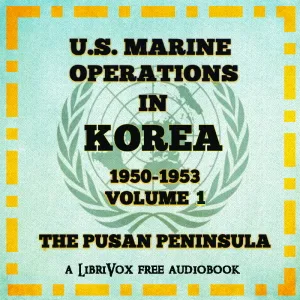 U.S. MARINE
OPERATIONS
IN
KOREA
1950-1953
VOLUME 1
THE PUSAN PENINSULA
A LIBRIVOX FREE AUDIOBOOK